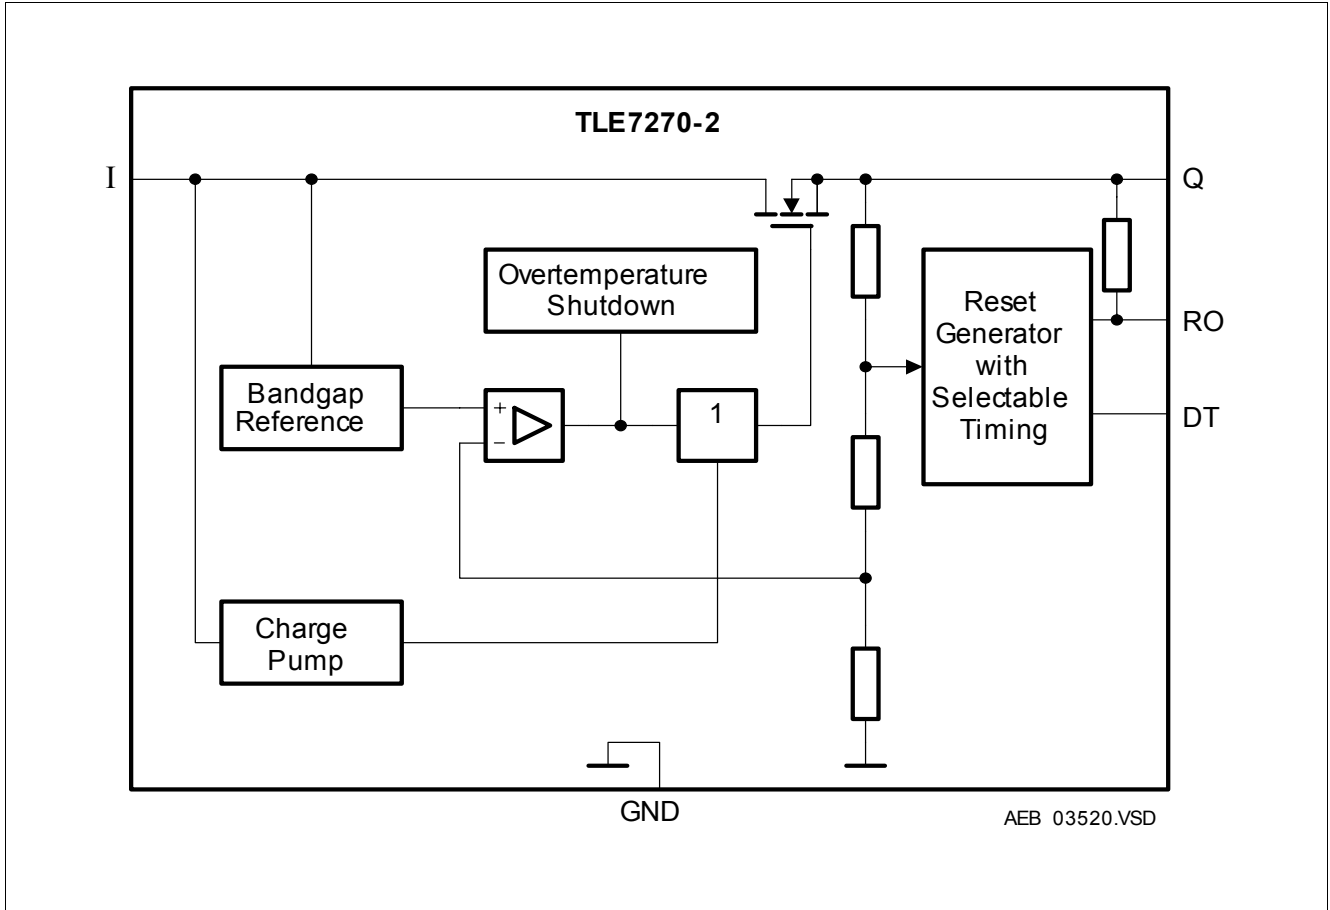 TLE7270-2
I
Q
Overtemperature
Shutdown
Reset
Generator
with
Selectable
Timing
RO
Bandgap
Reference
+
−
1
DT
Charge
Pump
GND
AEB 03520.VSD